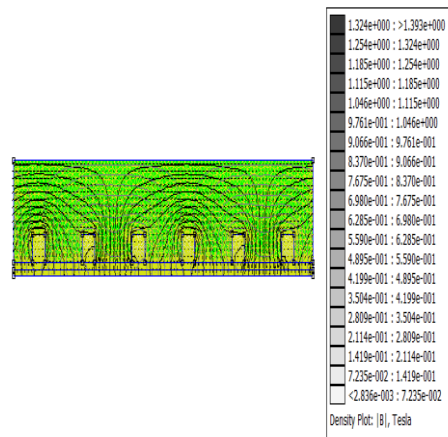 1.324e+000 : >1.393e+000
1.254e+000 : 1.324e+000
1.185e+000 : 1.254e+000
1.115e+000 : 1.185e+000
1.046e+000 : 1.115e+000
9.761e-001 : 1.046e+000
9.066e-001 : 9.761e-001
8.370e-001 : 9.066e-001
7.675e-001 : 8.370e-001
6.980e-001 : 7.675e-001
6.285e-001 : 6.980e-001
5.590e-001 : 6.285e-001
4.895e-001 : 5.590e-001
4.199e-001 : 4.895e-001
3.504e-001 : 4.199e-001
2.809e-001 : 3.504e-001
2.114e-001 : 2.809e-001
1.419e-001 : 2.114e-001
7.235e-002 : 1.419e-001
<2.836e-003 : 7.235e-002
Density Plot: |B|, Tesla